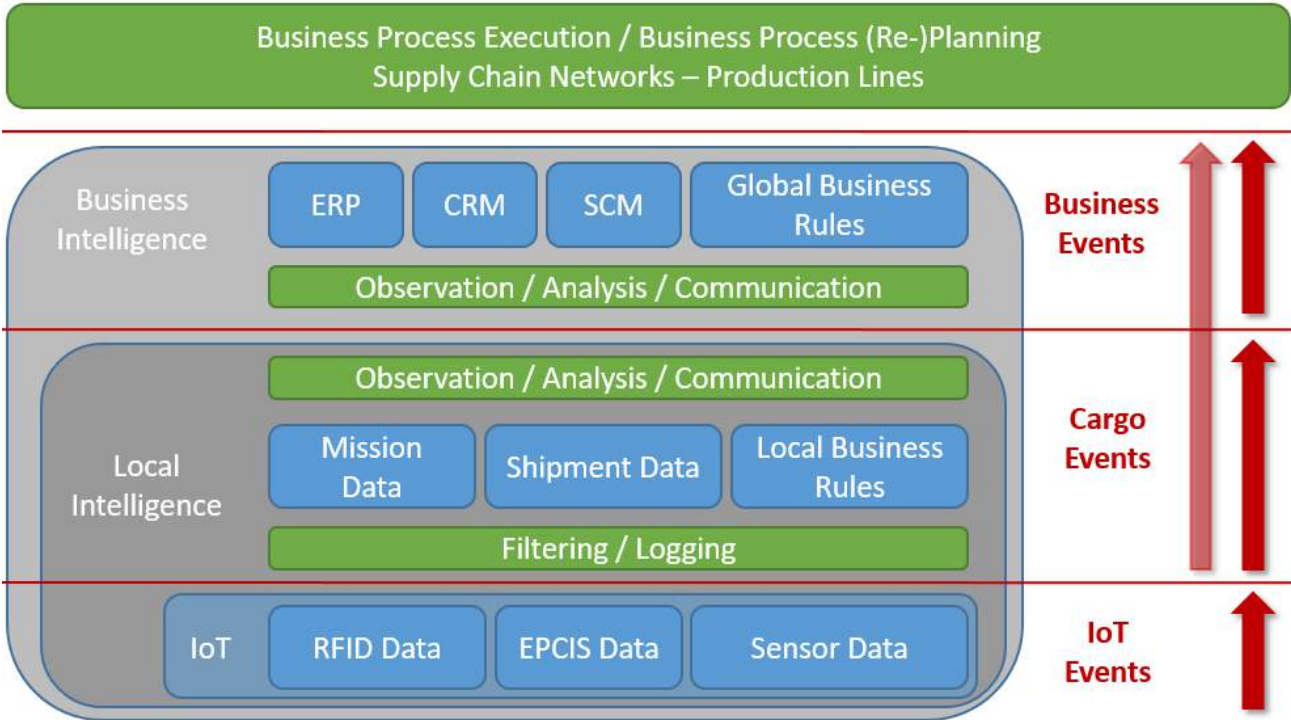 Business Process Execution / Business Process (Re-)Planning
Supply Chain Networks – Production Lines
Business
Intelligence
ERP
CRM
SCM
Global Business
Rules
Observation / Analysis / Communication
Business
Events
Local
Intelligence
Observation / Analysis / Communication
Mission
Data
Shipment Data
Local Business
Rules
Filtering / Logging
Cargo
Events
IoT
RFID Data
EPCIS Data
Sensor Data
IoT
Events